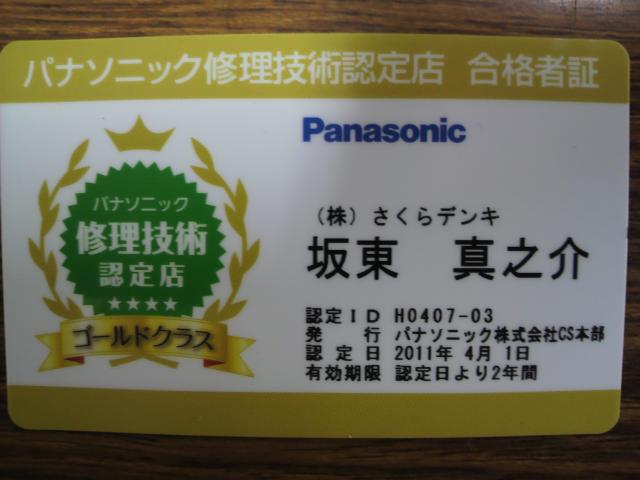 パナソニック修理技術認定店 合格者証
Panasonic
パナソニック
修理技術
認定店
★★★★
ゴールドクラス
(株)さくらデンキ
坂東 真之介
認定ID H0407-03
発行 パナソニック株式会社CS本部
認定日 2011年 4月 1日
有効期限 認定日より2年間